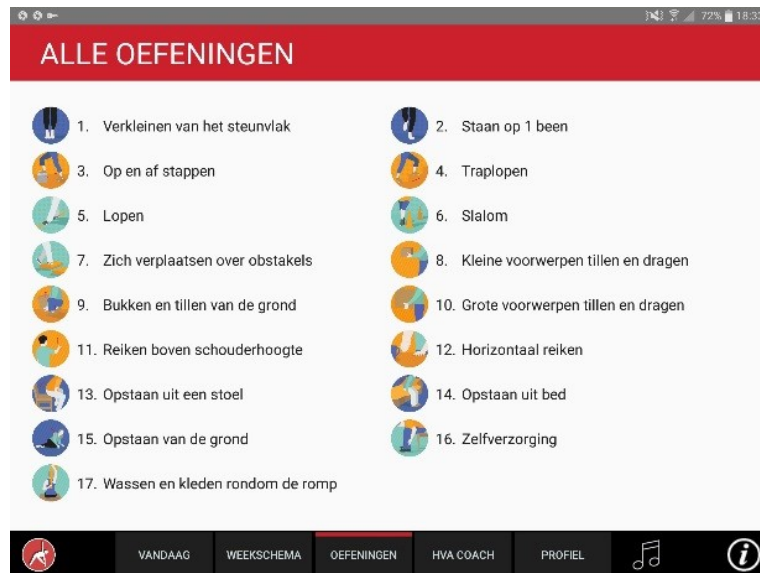 72% 18:33
ALLE OEFENINGEN
1. Verkleinen van het steunvlak
2. Staan op 1 been
3. Op en af stappen
4. Traplopen
5. Lopen
6. Slalom
7. Zich verplaatsen over obstakels
8. Kleine voorwerpen tillen en dragen
9. Bukken en tillen van de grond
10. Grote voorwerpen tillen en dragen
11. Reiken boven schouderhoogte
12. Horizontaal reiken
13. Opstaan uit een stoel
14. Opstaan uit bed
15. Opstaan van de grond
16. Zelfverzorging
17. Wassen en kleden rondom de romp
VANDAAG WEEKSCHEMA OEFENINGEN HVA COACH PROFIEL